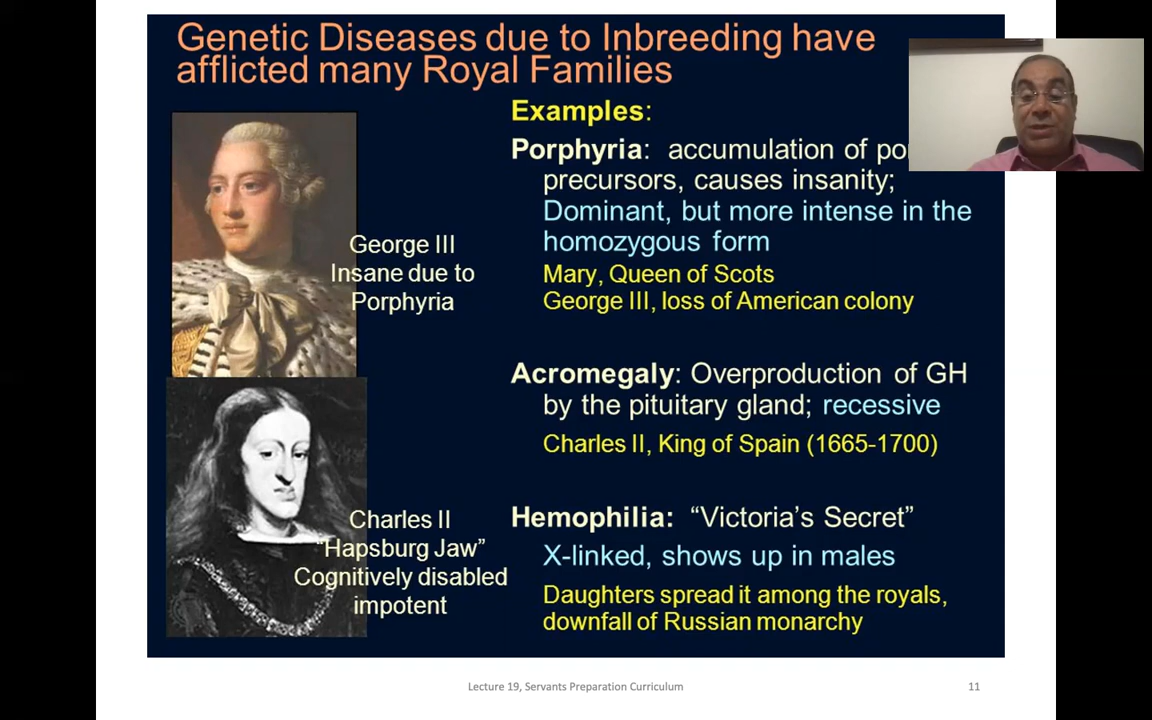 Genetic Diseases due to Inbreeding have
afflicted many Royal Families
Examples:
Porphyria: accumulation of
precursors, causes insanity;
Dominant, but more intense in the
homozygous form
Mary, Queen of Scots
George III, loss of American colony
George III
Insane due to
Porphyria
Acromegaly: Overproduction of GH
by the pituitary gland; recessive
Charles II, King of Spain (1665-1700)
Charles II
"Hapsburg Jaw"
Cognitively disabled
impotent
Hemophilia: “Victoria’s Secret”
X-linked, shows up in males
Daughters spread it among the royals,
downfall of Russian monarchy
Lecture 19, Servants Preparation Curriculum
11